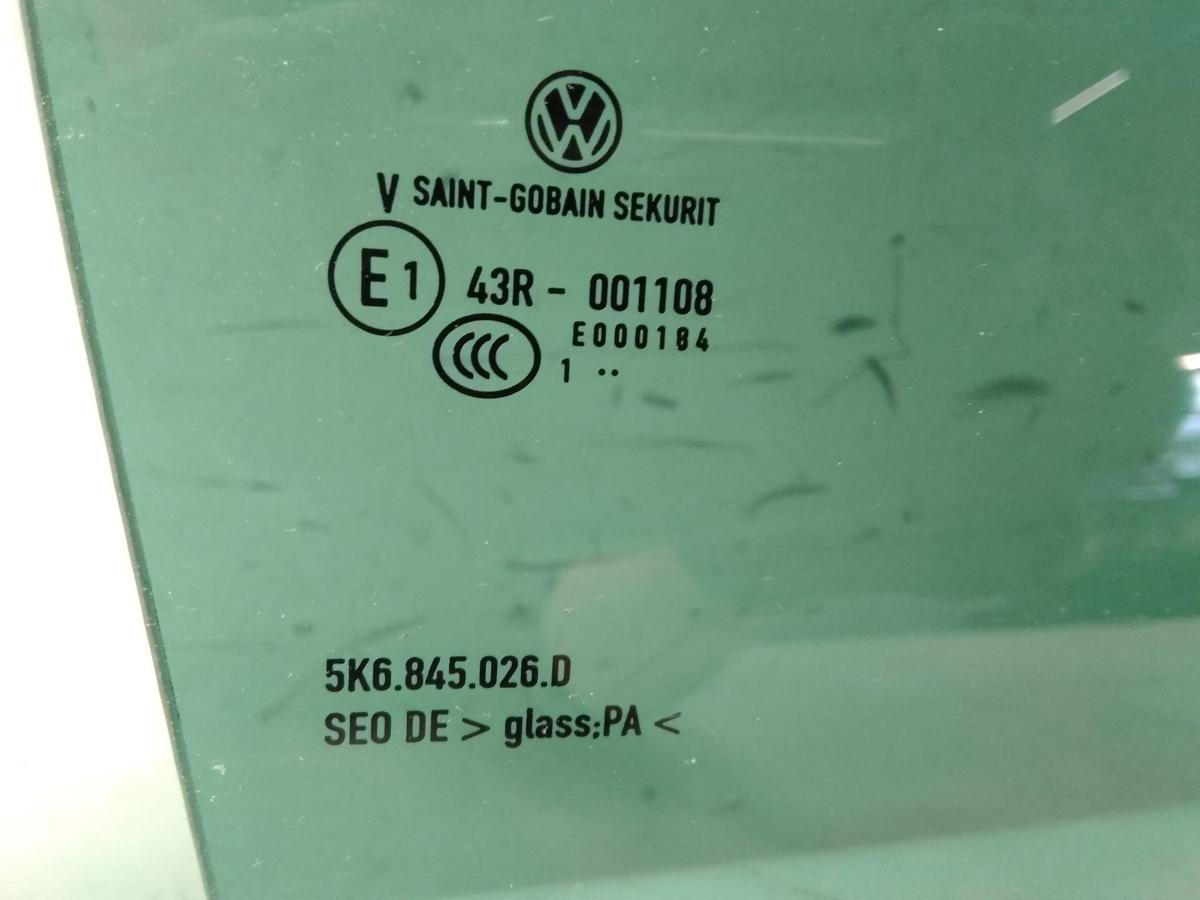 VW
V SAINT-GOBAIN SEKURIT
E1 43R - 001108
CCC E000184
1 ··
5K6.845.026.D
SEO DE > glass;PA <